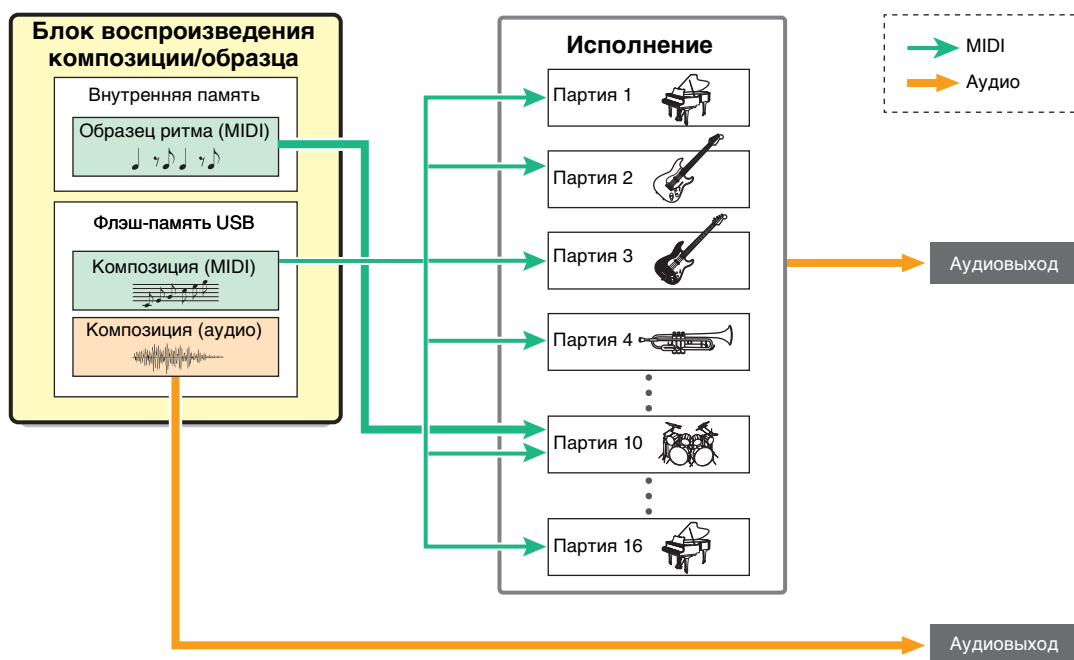 Блок воспроизведения
композиции/образца
Внутренняя память
Образец ритма (MIDI)
Флэш-память USB
Композиция (MIDI)
Композиция (аудио)
Исполнение
Партия 1
Партия 2
Партия 3
Партия 4
Партия 10
Партия 16
MIDI
Аудио
Аудиовыход
Аудиовыход